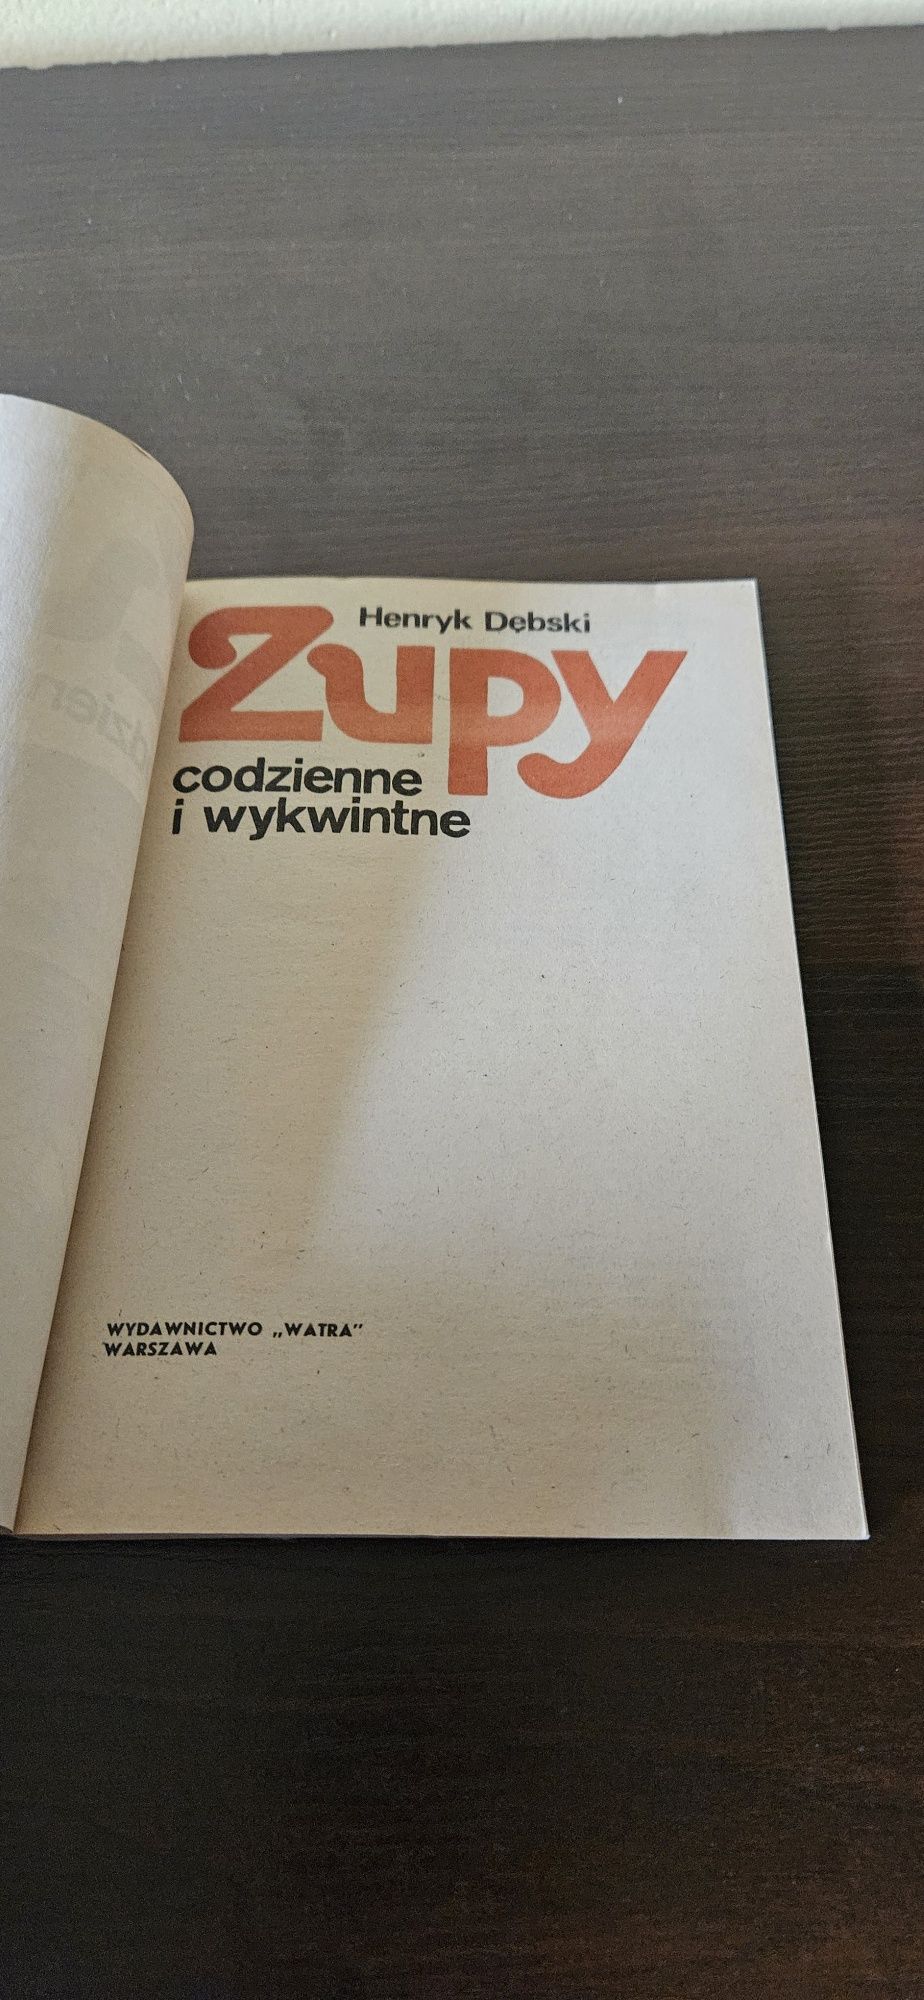 Henryk Dębski
Zupy
codzienne
i wykwintne
WYDAWNICTWO „WATRA”
WARSZAWA